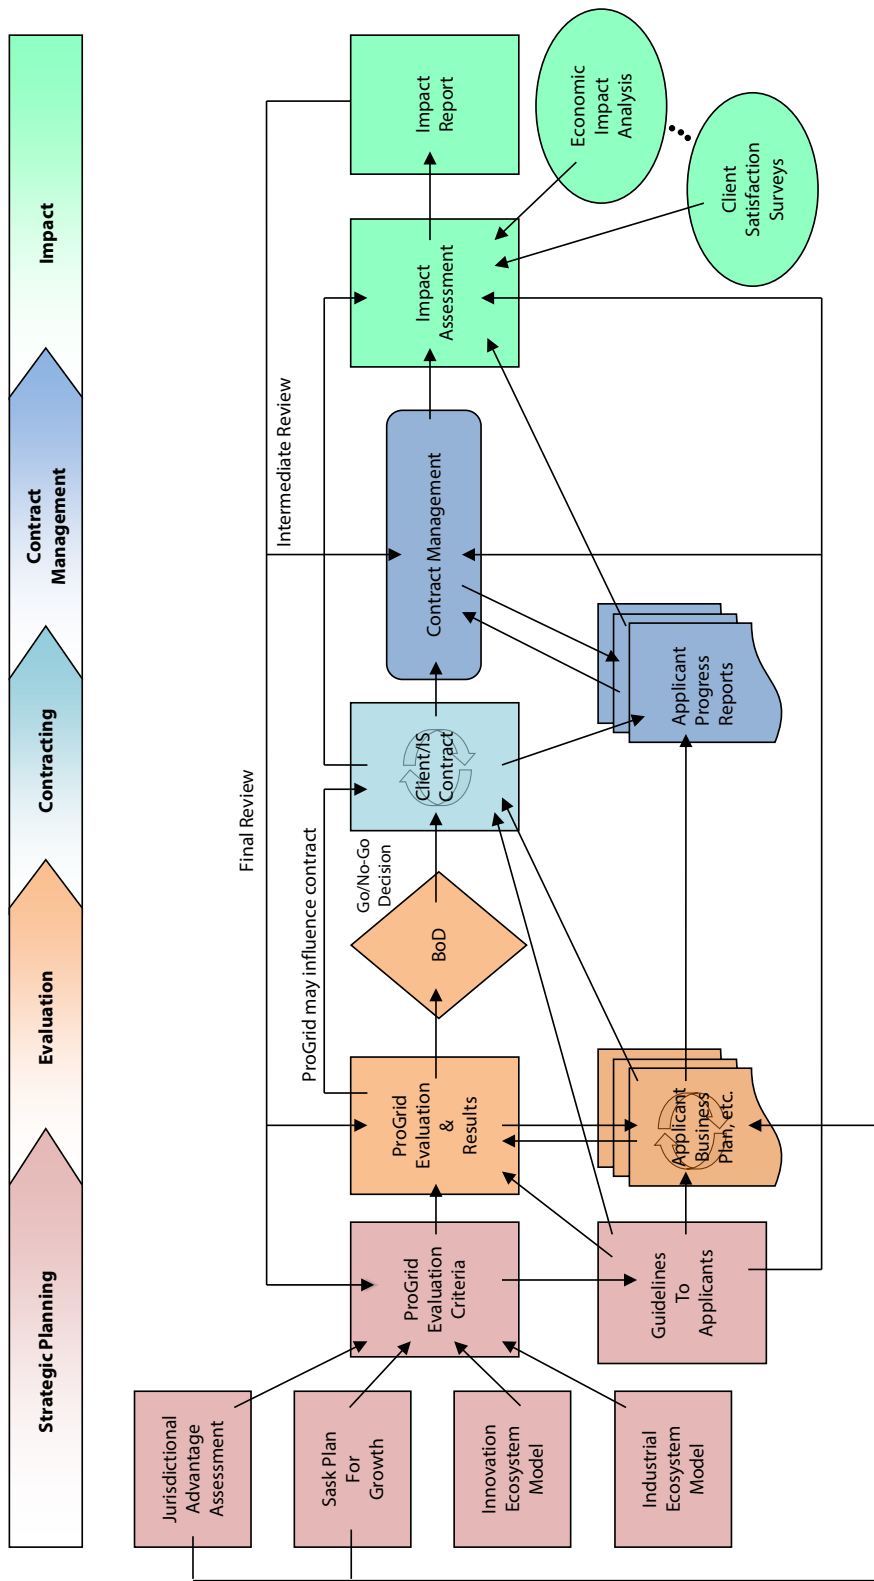 Strategic Planning
Evaluation
Contracting
Contract
Management
Impact
Final Review
Intermediate Review
ProGrid may influence contract
Jurisdictional
Advantage
Assessment
Sask Plan
For
Growth
Innovation
Ecosystem
Model
Industrial
Ecosystem
Model
ProGrid
Evaluation
Criteria
Guidelines
To
Applicants
ProGrid
Evaluation
&
Results
Applicant
Business
Plan, etc.
BoD
Go/No-Go
Decision
Client/IS
Contract
Contract Management
Applicant
Progress
Reports
Impact
Assessment
Impact
Report
Economic
Impact
Analysis
Client
Satisfaction
Surveys